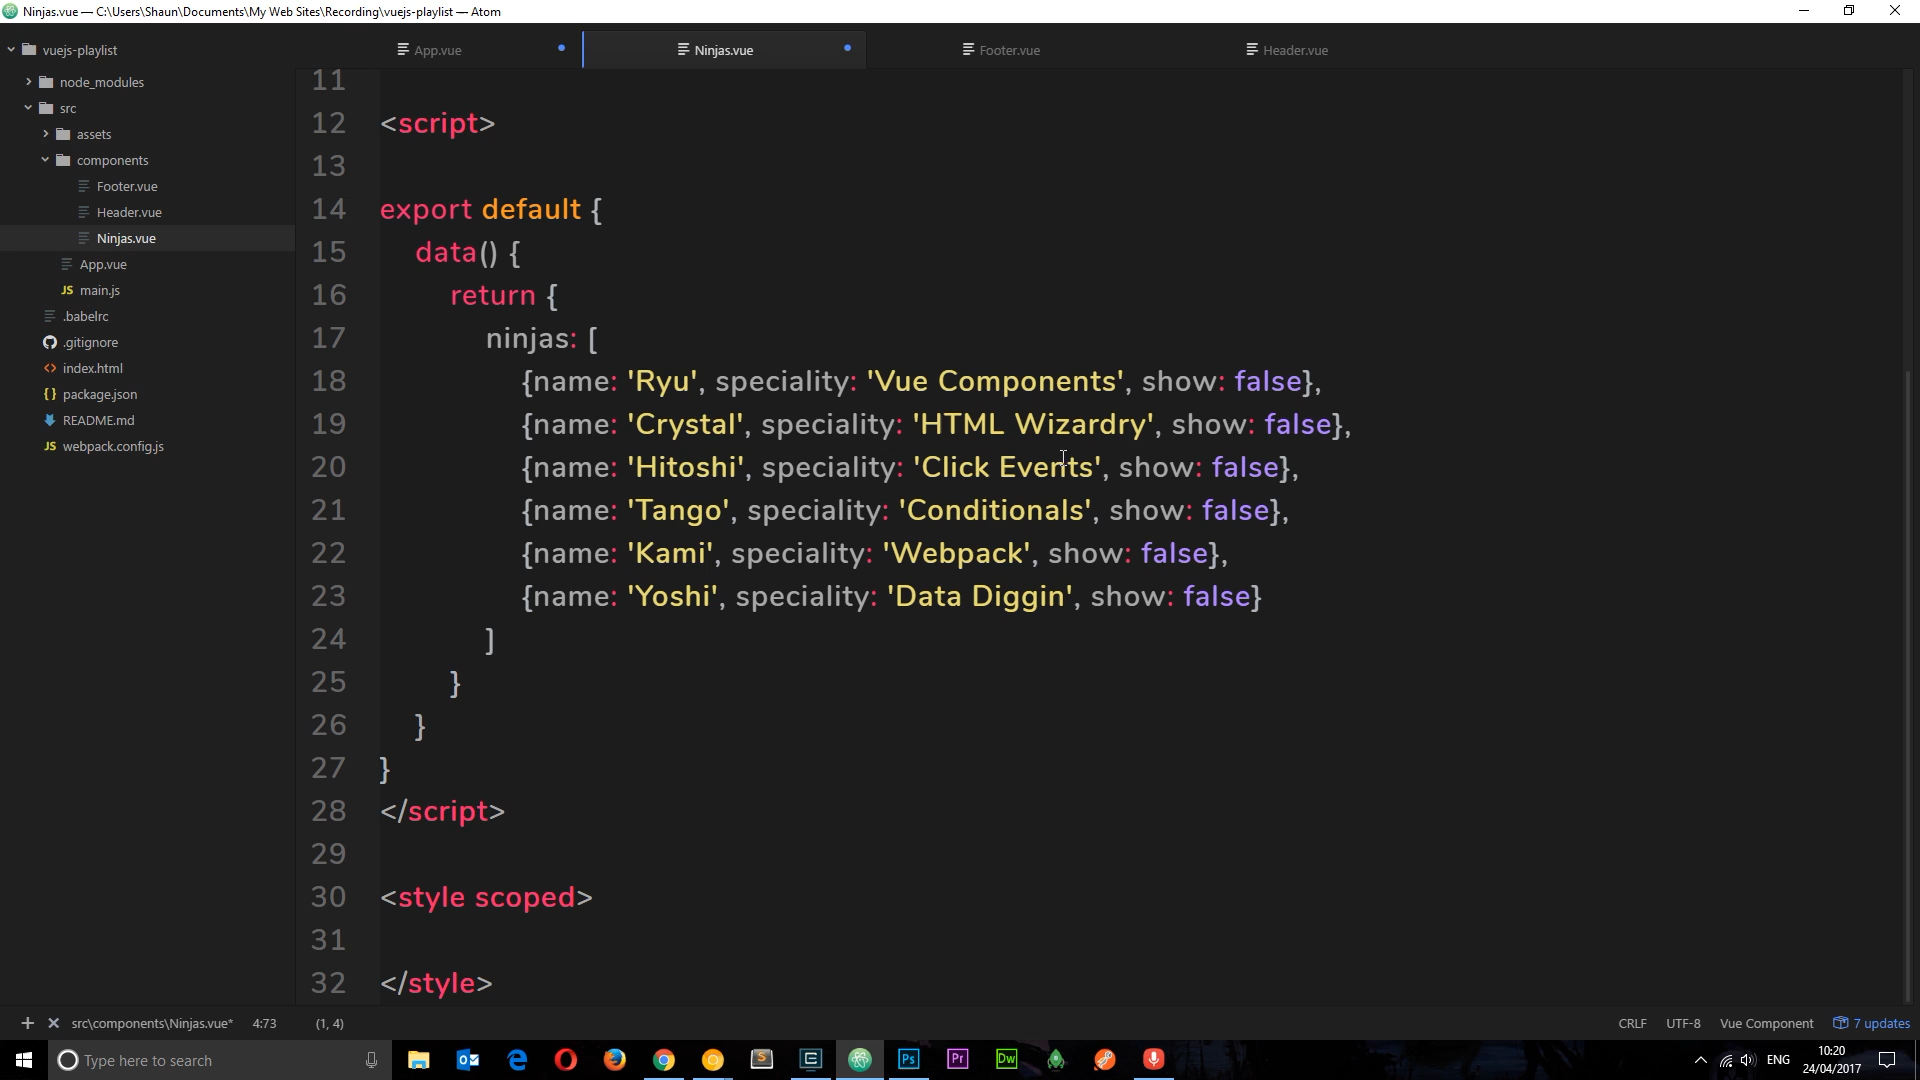 Ninjas.vue — C:\Users\Shaun\Documents\My Web Sites\Recording\vuejs-playlist — Atom
vuejs-playlist
App.vue
Ninjas.vue
Footer.vue
Header.vue
node_modules
src
assets
components
Footer.vue
Header.vue
Ninjas.vue
App.vue
JS main.js
.babelrc
.gitignore
<> index.html
{} package.json
README.md
JS webpack.config.js
11
12 <script>
13
14 export default {
15 data() {
16 return {
17 ninjas: [
18 {name: 'Ryu', speciality: 'Vue Components', show: false},
19 {name: 'Crystal', speciality: 'HTML Wizardry', show: false},
20 {name: 'Hitoshi', speciality: 'Click Events', show: false},
21 {name: 'Tango', speciality: 'Conditionals', show: false},
22 {name: 'Kami', speciality: 'Webpack', show: false},
23 {name: 'Yoshi', speciality: 'Data Diggin', show: false}
24 ]
25 }
26 }
27 }
28 </script>
29
30 <style scoped>
31
32 </style>
src\components\Ninjas.vue* 4:73 (1, 4)
CRLF UTF-8 Vue Component 7 updates
Type here to search
Ps
Pr
Dw
ENG
10:20
24/04/2017